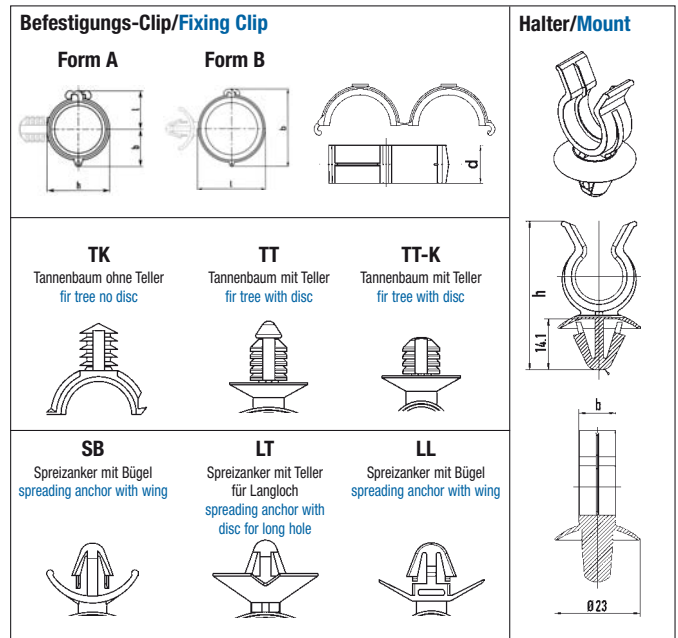 Befestigungs-Clip/Fixing Clip
Form A
Form B
l
b
h
b
l
d
TK
Tannenbaum ohne Teller
fir tree no disc
TT
Tannenbaum mit Teller
fir tree with disc
TT-K
Tannenbaum mit Teller
fir tree with disc
SB
Spreizanker mit Bügel
spreading anchor with wing
LT
Spreizanker mit Teller
für Langloch
spreading anchor with
disc for long hole
LL
Spreizanker mit Bügel
spreading anchor with wing
Halter/Mount
h
14.1
b
Ø23